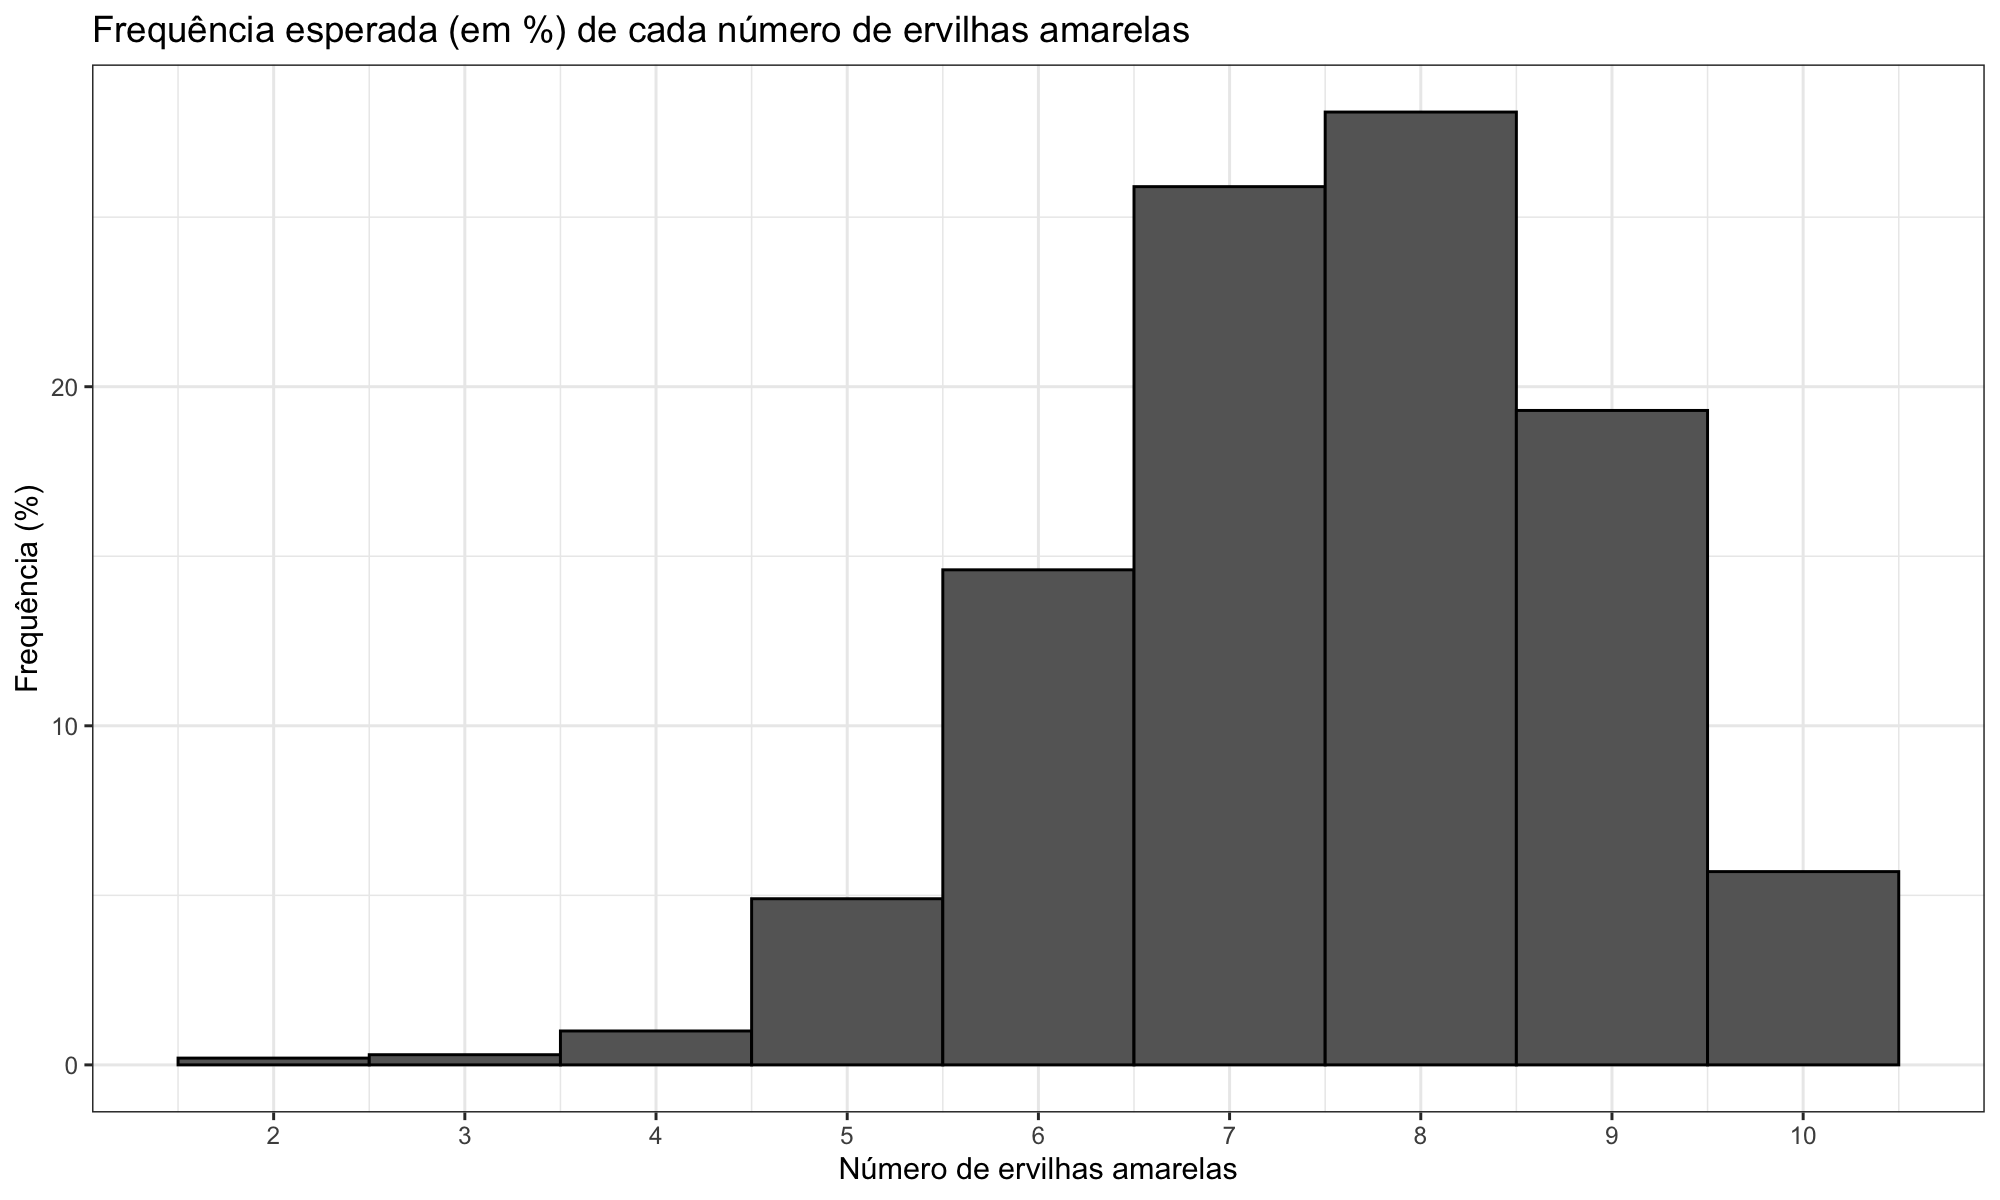 Frequência esperada (em %) de cada número de ervilhas amarelas
Frequência (%)
20
10
0
2 3 4 5 6 7 8 9 10
Número de ervilhas amarelas